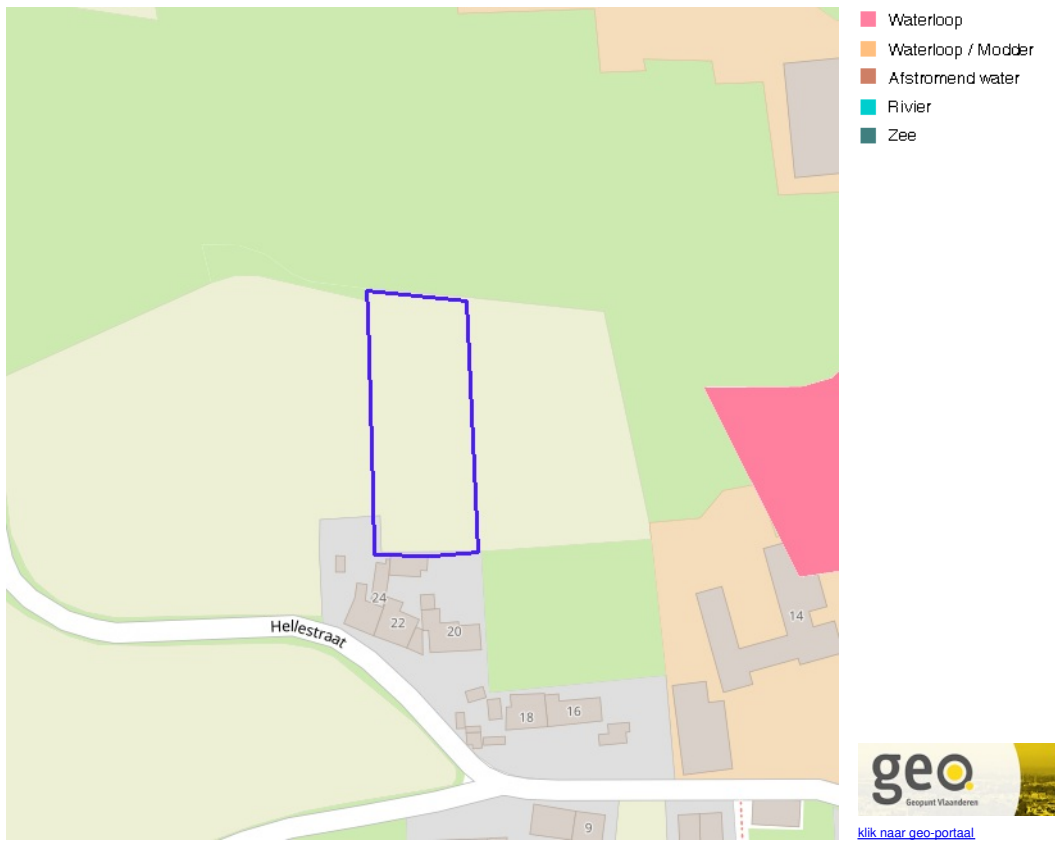 Waterloop
Waterloop / Modder
Afstromend water
Rivier
Zee
24
22
20
14
Hellestraat
18
16
9
geo
Geopunt Vlaanderen
klik naar geo-portaal